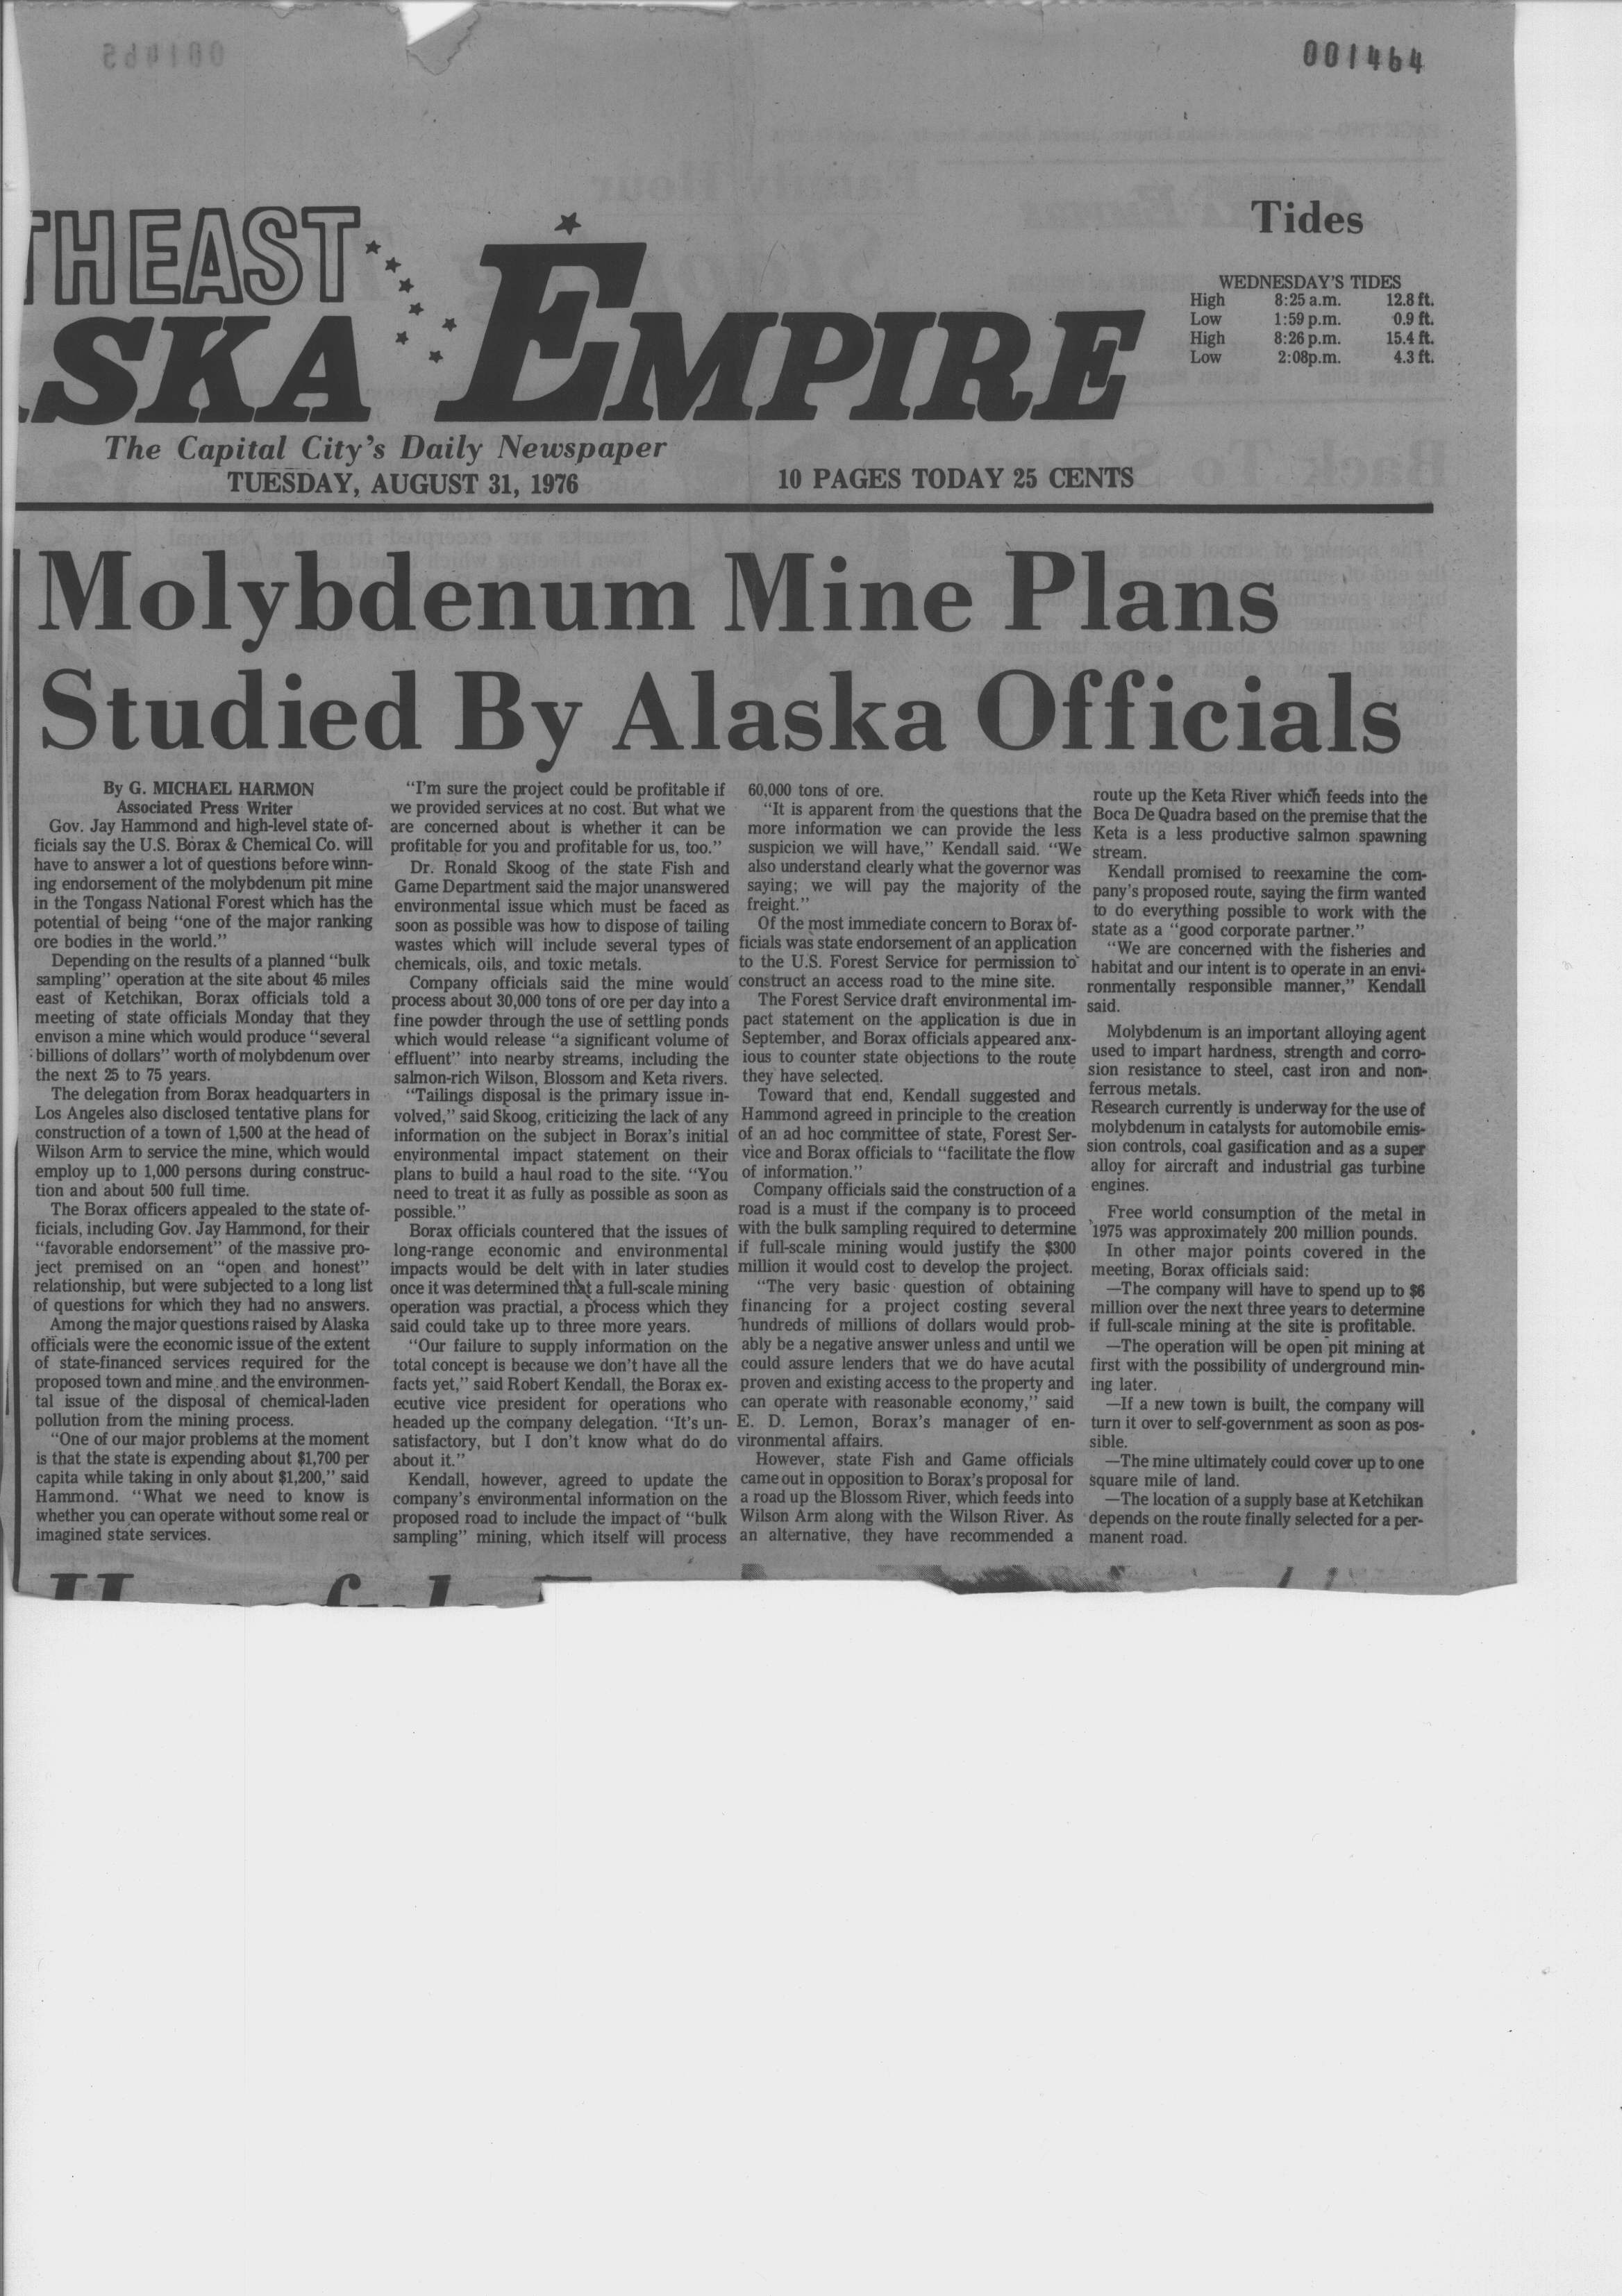 001464
THEAST
SKA EMPIRE
The Capital City's Daily Newspaper
TUESDAY, AUGUST 31, 1976
10 PAGES TODAY 25 CENTS
Tides
WEDNESDAY'S TIDES
High 8:25 a.m. 12.8 ft.
Low 1:59 p.m. 0.9 ft.
High 8:26 p.m. 15.4 ft.
Low 2:08p.m. 4.3 ft.
Molybdenum Mine Plans
Studied By Alaska Officials
By G. MICHAEL HARMON
Associated Press Writer
Gov. Jay Hammond and high-level state of-
ficials say the U.S. Borax & Chemical Co. will
have to answer a lot of questions before winn-
ing endorsement of the molybdenum pit mine
in the Tongass National Forest which has the
potential of being "one of the major ranking
ore bodies in the world."
Depending on the results of a planned "bulk
sampling" operation at the site about 45 miles
east of Ketchikan, Borax officials told a
meeting of state officials Monday that they
envison a mine which would produce "several
billions of dollars" worth of molybdenum over
the next 25 to 75 years.
The delegation from Borax headquarters in
Los Angeles also disclosed tentative plans for
construction of a town of 1,500 at the head of
Wilson Arm to service the mine, which would
employ up to 1,000 persons during construc-
tion and about 500 full time.
The Borax officers appealed to the state of-
ficials, including Gov. Jay Hammond, for their
"favorable endorsement" of the massive pro-
ject premised on an "open and honest"
relationship, but were subjected to a long list
of questions for which they had no answers.
Among the major questions raised by Alaska
officials were the economic issue of the extent
of state-financed services required for the
proposed town and mine and the environmen-
tal issue of the disposal of chemical-laden
pollution from the mining process.
"One of our major problems at the moment
is that the state is expending about $1,700 per
capita while taking in only about $1,200," said
Hammond. "What we need to know is
whether you can operate without some real or
imagined state services.
"I'm sure the project could be profitable if
we provided services at no cost. But what we
are concerned about is whether it can be
profitable for you and profitable for us, too."
Dr. Ronald Skoog of the state Fish and
Game Department said the major unanswered
environmental issue which must be faced as
soon as possible was how to dispose of tailing
wastes which will include several types of
chemicals, oils, and toxic metals.
Company officials said the mine would
process about 30,000 tons of ore per day into a
fine powder through the use of settling ponds
which would release "a significant volume of
effluent" into nearby streams, including the
salmon-rich Wilson, Blossom and Keta rivers.
"Tailings disposal is the primary issue in-
volved," said Skoog, criticizing the lack of any
information on the subject in Borax's initial
environmental impact statement on their
plans to build a haul road to the site. "You
need to treat it as fully as possible as soon as
possible."
Borax officials countered that the issues of
long-range economic and environmental
impacts would be delt with in later studies
once it was determined that a full-scale mining
operation was practial, a process which they
said could take up to three more years.
"Our failure to supply information on the
total concept is because we don't have all the
facts yet," said Robert Kendall, the Borax ex-
ecutive vice president for operations who
headed up the company delegation. "It's un-
satisfactory, but I don't know what do do
about it."
Kendall, however, agreed to update the
company's environmental information on the
proposed road to include the impact of "bulk
sampling" mining, which itself will process
60,000 tons of ore.
"It is apparent from the questions that the
more information we can provide the less
suspicion we will have," Kendall said. "We
also understand clearly what the governor was
saying; we will pay the majority of the
freight."
Of the most immediate concern to Borax of-
ficials was state endorsement of an application
to the U.S. Forest Service for permission to
construct an access road to the mine site.
The Forest Service draft environmental im-
pact statement on the application is due in
September, and Borax officials appeared anx-
ious to counter state objections to the route
they have selected.
Toward that end, Kendall suggested and
Hammond agreed in principle to the creation
of an ad hoc committee of state, Forest Ser-
vice and Borax officials to "facilitate the flow
of information."
Company officials said the construction of a
road is a must if the company is to proceed
with the bulk sampling required to determine
if full-scale mining would justify the $300
million it would cost to develop the project.
"The very basic question of obtaining
financing for a project costing several
hundreds of millions of dollars would prob-
ably be a negative answer unless and until we
could assure lenders that we do have acutal
proven and existing access to the property and
can operate with reasonable economy," said
E. D. Lemon, Borax's manager of en-
vironmental affairs.
However, state Fish and Game officials
came out in opposition to Borax's proposal for
a road up the Blossom River, which feeds into
Wilson Arm along with the Wilson River. As
an alternative, they have recommended a
route up the Keta River which feeds into the
Boca De Quadra based on the premise that the
Keta is a less productive salmon spawning
stream.
Kendall promised to reexamine the com-
pany's proposed route, saying the firm wanted
to do everything possible to work with the
state as a "good corporate partner."
"We are concerned with the fisheries and
habitat and our intent is to operate in an envi-
ronmentally responsible manner," Kendall
said.
Molybdenum is an important alloying agent
used to impart hardness, strength and corro-
sion resistance to steel, cast iron and non-
ferrous metals.
Research currently is underway for the use of
molybdenum in catalysts for automobile emis-
sion controls, coal gasification and as a super
alloy for aircraft and industrial gas turbine
engines.
Free world consumption of the metal in
1975 was approximately 200 million pounds.
In other major points covered in the
meeting, Borax officials said:
—The company will have to spend up to $6
million over the next three years to determine
if full-scale mining at the site is profitable.
—The operation will be open pit mining at
first with the possibility of underground min-
ing later.
—If a new town is built, the company will
turn it over to self-government as soon as pos-
sible.
—The mine ultimately could cover up to one
square mile of land.
—The location of a supply base at Ketchikan
depends on the route finally selected for a per-
manent road.